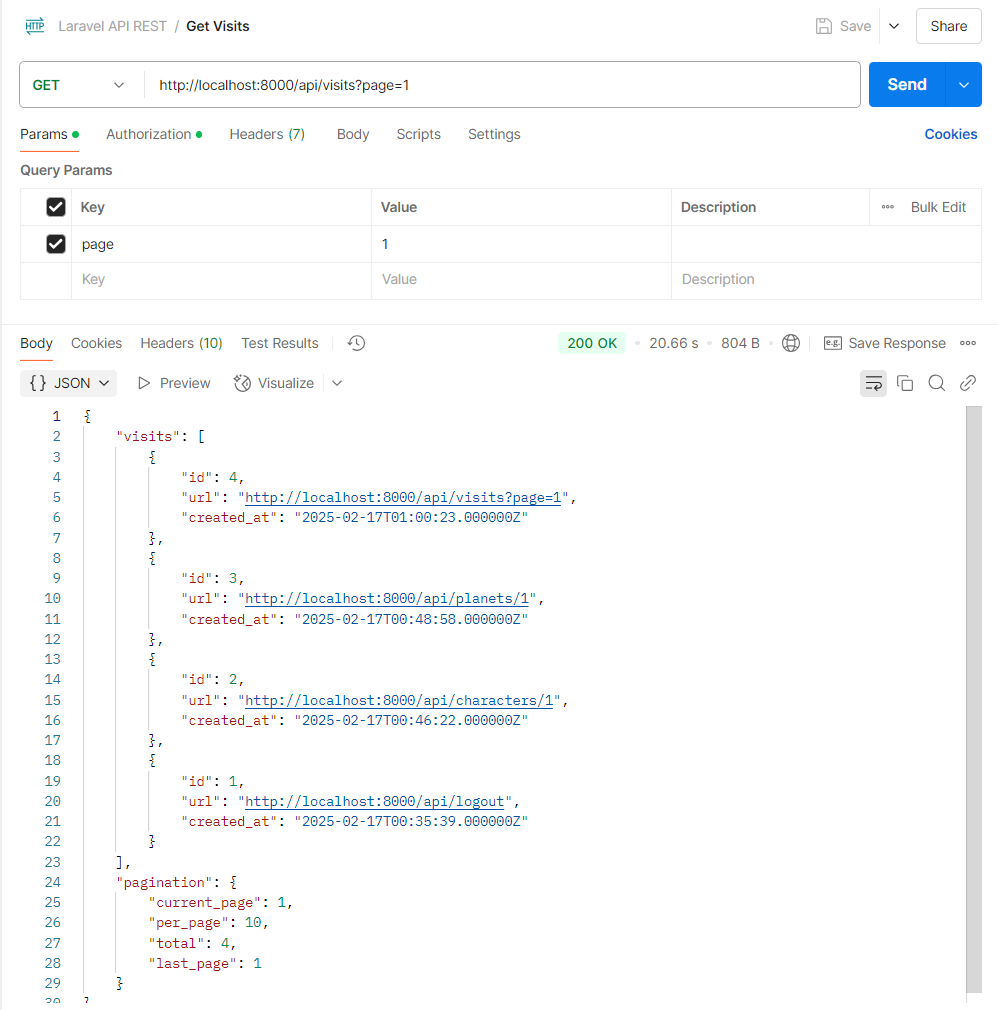 HTTP Laravel API REST / Get Visits Save Share
GET http://localhost:8000/api/visits?page=1 Send
Params Authorization Headers (7) Body Scripts Settings Cookies
Query Params
Key Value Description Bulk Edit
page 1
Key Value Description
Body Cookies Headers (10) Test Results 200 OK 20.66 s 804 B e.g. Save Response
{} JSON Preview Visualize
1 {
2 "visits": [
3 {
4 "id": 4,
5 "url": "http://localhost:8000/api/visits?page=1",
6 "created_at": "2025-02-17T01:00:23.000000Z"
7 },
8 {
9 "id": 3,
10 "url": "http://localhost:8000/api/planets/1",
11 "created_at": "2025-02-17T00:48:58.000000Z"
12 },
13 {
14 "id": 2,
15 "url": "http://localhost:8000/api/characters/1",
16 "created_at": "2025-02-17T00:46:22.000000Z"
17 },
18 {
19 "id": 1,
20 "url": "http://localhost:8000/api/logout",
21 "created_at": "2025-02-17T00:35:39.000000Z"
22 }
23 ],
24 "pagination": {
25 "current_page": 1,
26 "per_page": 10,
27 "total": 4,
28 "last_page": 1
29 }
30 }